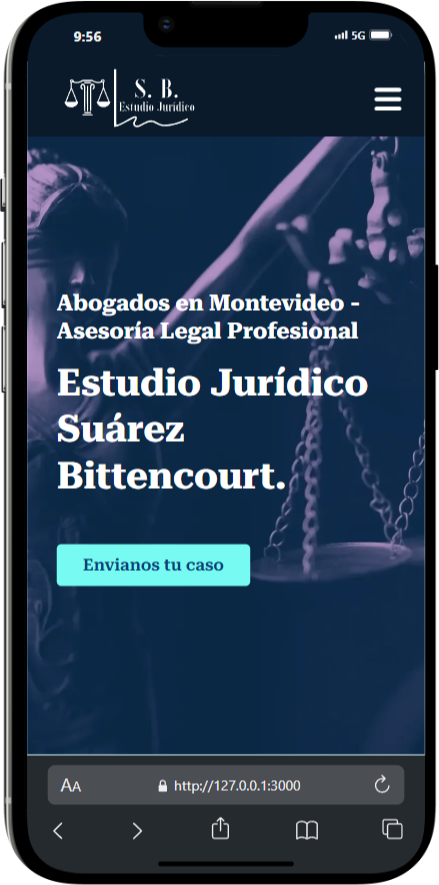 9:56
5G
S. B.
Estudio Jurídico
Abogados en Montevideo -
Asesoría Legal Profesional
Estudio Jurídico
Suárez
Bittencourt.
Envianos tu caso
AA
http://127.0.0.1:3000